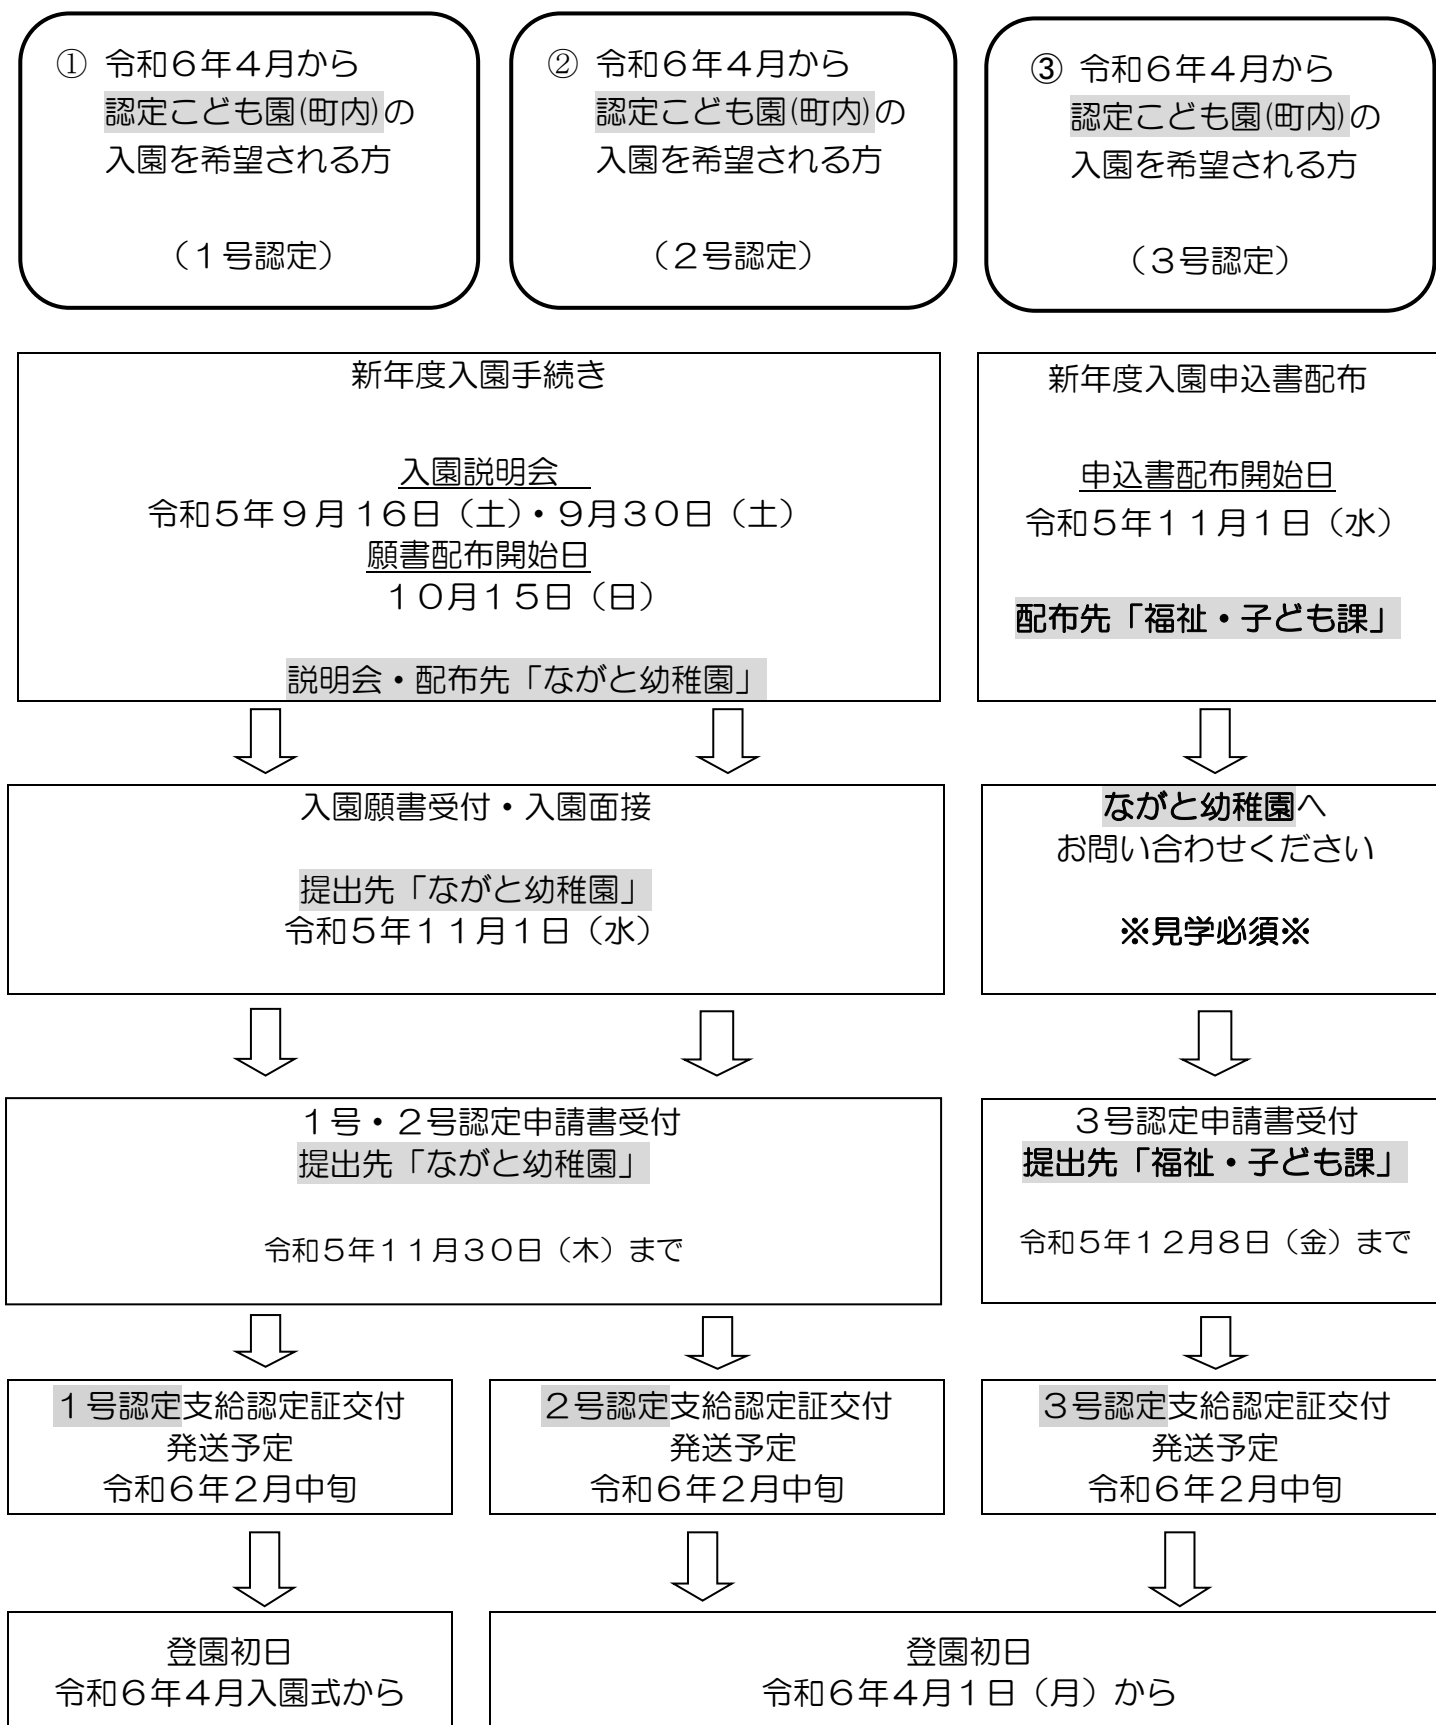 ① 令和６年４月から
認定こども園(町内)の
入園を希望される方
（１号認定）
② 令和６年４月から
認定こども園(町内)の
入園を希望される方
（２号認定）
③ 令和６年４月から
認定こども園(町内)の
入園を希望される方
（３号認定）
新年度入園手続き
入園説明会
令和５年９月１６日（土）・９月３０日（土）
願書配布開始日
１０月１５日（日）
説明会・配布先「ながと幼稚園」
新年度入園申込書配布
申込書配布開始日
令和５年１１月１日（水）
配布先「福祉・子ども課」
入園願書受付・入園面接
提出先「ながと幼稚園」
令和５年１１月１日（水）
ながと幼稚園へ
お問い合わせください
※見学必須※
１号・２号認定申請書受付
提出先「ながと幼稚園」
令和５年１１月３０日（木）まで
３号認定申請書受付
提出先「福祉・子ども課」
令和５年１２月８日（金）まで
１号認定支給認定証交付
発送予定
令和６年２月中旬
２号認定支給認定証交付
発送予定
令和６年２月中旬
３号認定支給認定証交付
発送予定
令和６年２月中旬
登園初日
令和６年４月入園式から
登園初日
令和６年４月１日（月）から